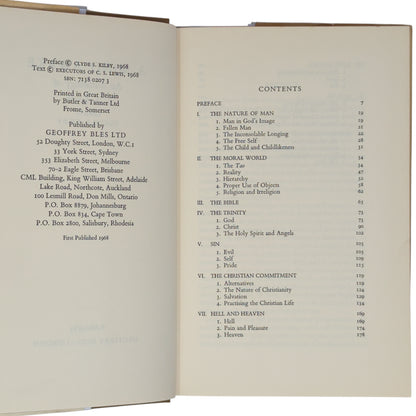 Preface © CLYDE S. KILBY, 1968
Text © EXECUTORS OF C. S. LEWIS, 1968
SBN: 7138 0207 3
Printed in Great Britain
by Butler & Tanner Ltd
Frome, Somerset
Published by
GEOFFREY BLES LTD
52 Doughty Street, London, W.C.1
33 York Street, Sydney
353 Elizabeth Street, Melbourne
70-2 Eagle Street, Brisbane
CML Building, King William Street, Adelaide
Lake Road, Northcote, Auckland
100 Lesmill Road, Don Mills, Ontario
P.O. Box 8879, Johannesburg
P.O. Box 834, Cape Town
P.O. Box 2800, Salisbury, Rhodesia
First Published 1968
CONTENTS
PREFACE 7
I. THE NATURE OF MAN 19
1. Man in God's Image 19
2. Fallen Man
3. The Inconsolable Longing
4. The Free Self
5. The Child and Childlikeness
II. THE MORAL WORLD
1. The Tao
2. Reality
3. Hierarchy
4. Proper Use of Objects
5. Religion and Irreligion
III. THE BIBLE
IV. THE TRINITY
1. God
2. Christ
3. The Holy Spirit and Angels
V. SIN
1. Evil
2. Self
3. Pride
VI. THE CHRISTIAN COMMITMENT 119
1. Alternatives 119
2. The Nature of Christianity
3. Salvation
4. Practising the Christian Life
VII. HELL AND HEAVEN
1. Hell
2. Pain and Pleasure 174
3. Heaven 178